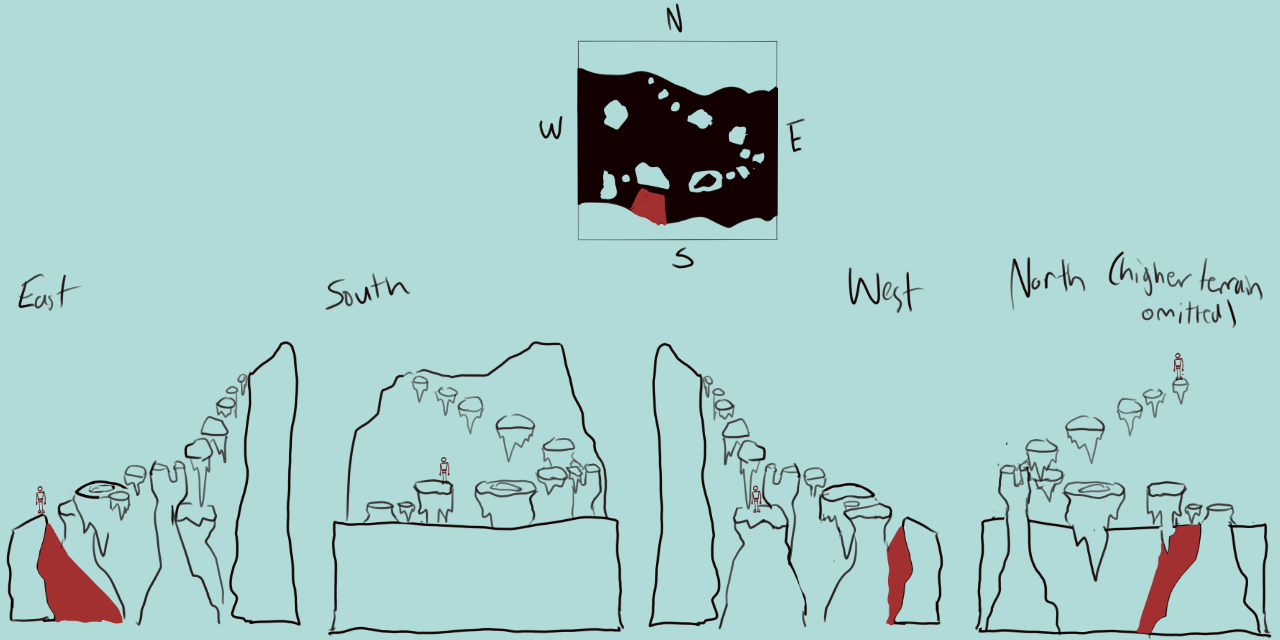 N
W
E
S
East
South
West
North (higher terrain
omitted)